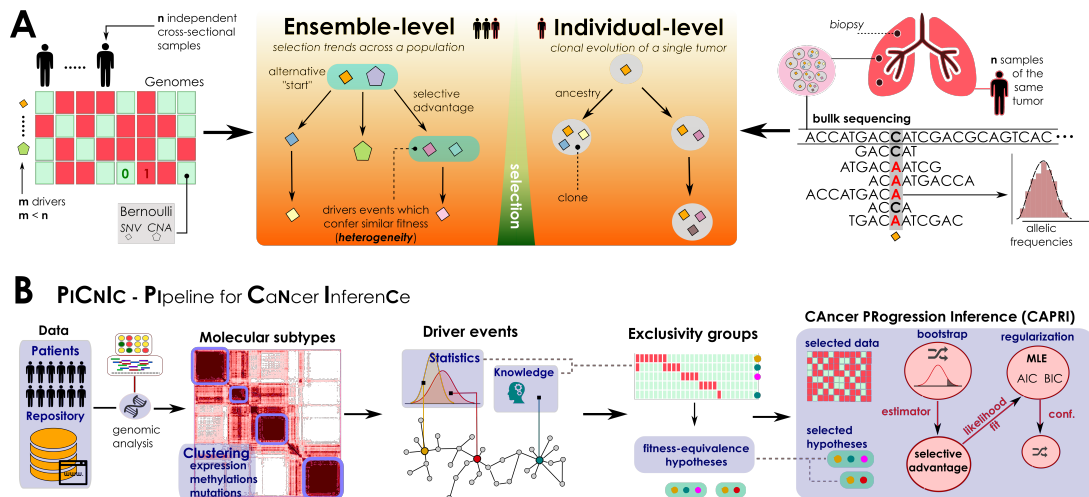 A
n independent
cross-sectional
samples
Genomes
0 1
m drivers
m < n
Bernoulli
SNV CNA
Ensemble-level
selection trends across a population
alternative
"start"
selective
advantage
drivers events which
confer similar fitness
(heterogeneity)
selection
Individual-level
clonal evolution of a single tumor
ancestry
clone
biopsy
n samples
of the
same
tumor
bullk sequencing
ACCATGACCATCGACGCAGTCAC ···
GACCAT
ATGACAATCG
ACAATGACCA
ACCATGACA
ACCA
TGACAATCGAC
allelic
frequencies
B
PiCnIc - Pipeline for CaNcer InferenCe
Data
Patients
Repository
www.
genomic
analysis
Molecular subtypes
Clustering
expression
methylations
mutations
Driver events
Statistics
Knowledge
Exclusivity groups
fitness-equivalence
hypotheses
CAncer PRogression Inference (CAPRI)
selected data
bootstrap
regularization
MLE
AIC BIC
estimator
likelihood
fit
conf.
selected
hypotheses
selective
advantage